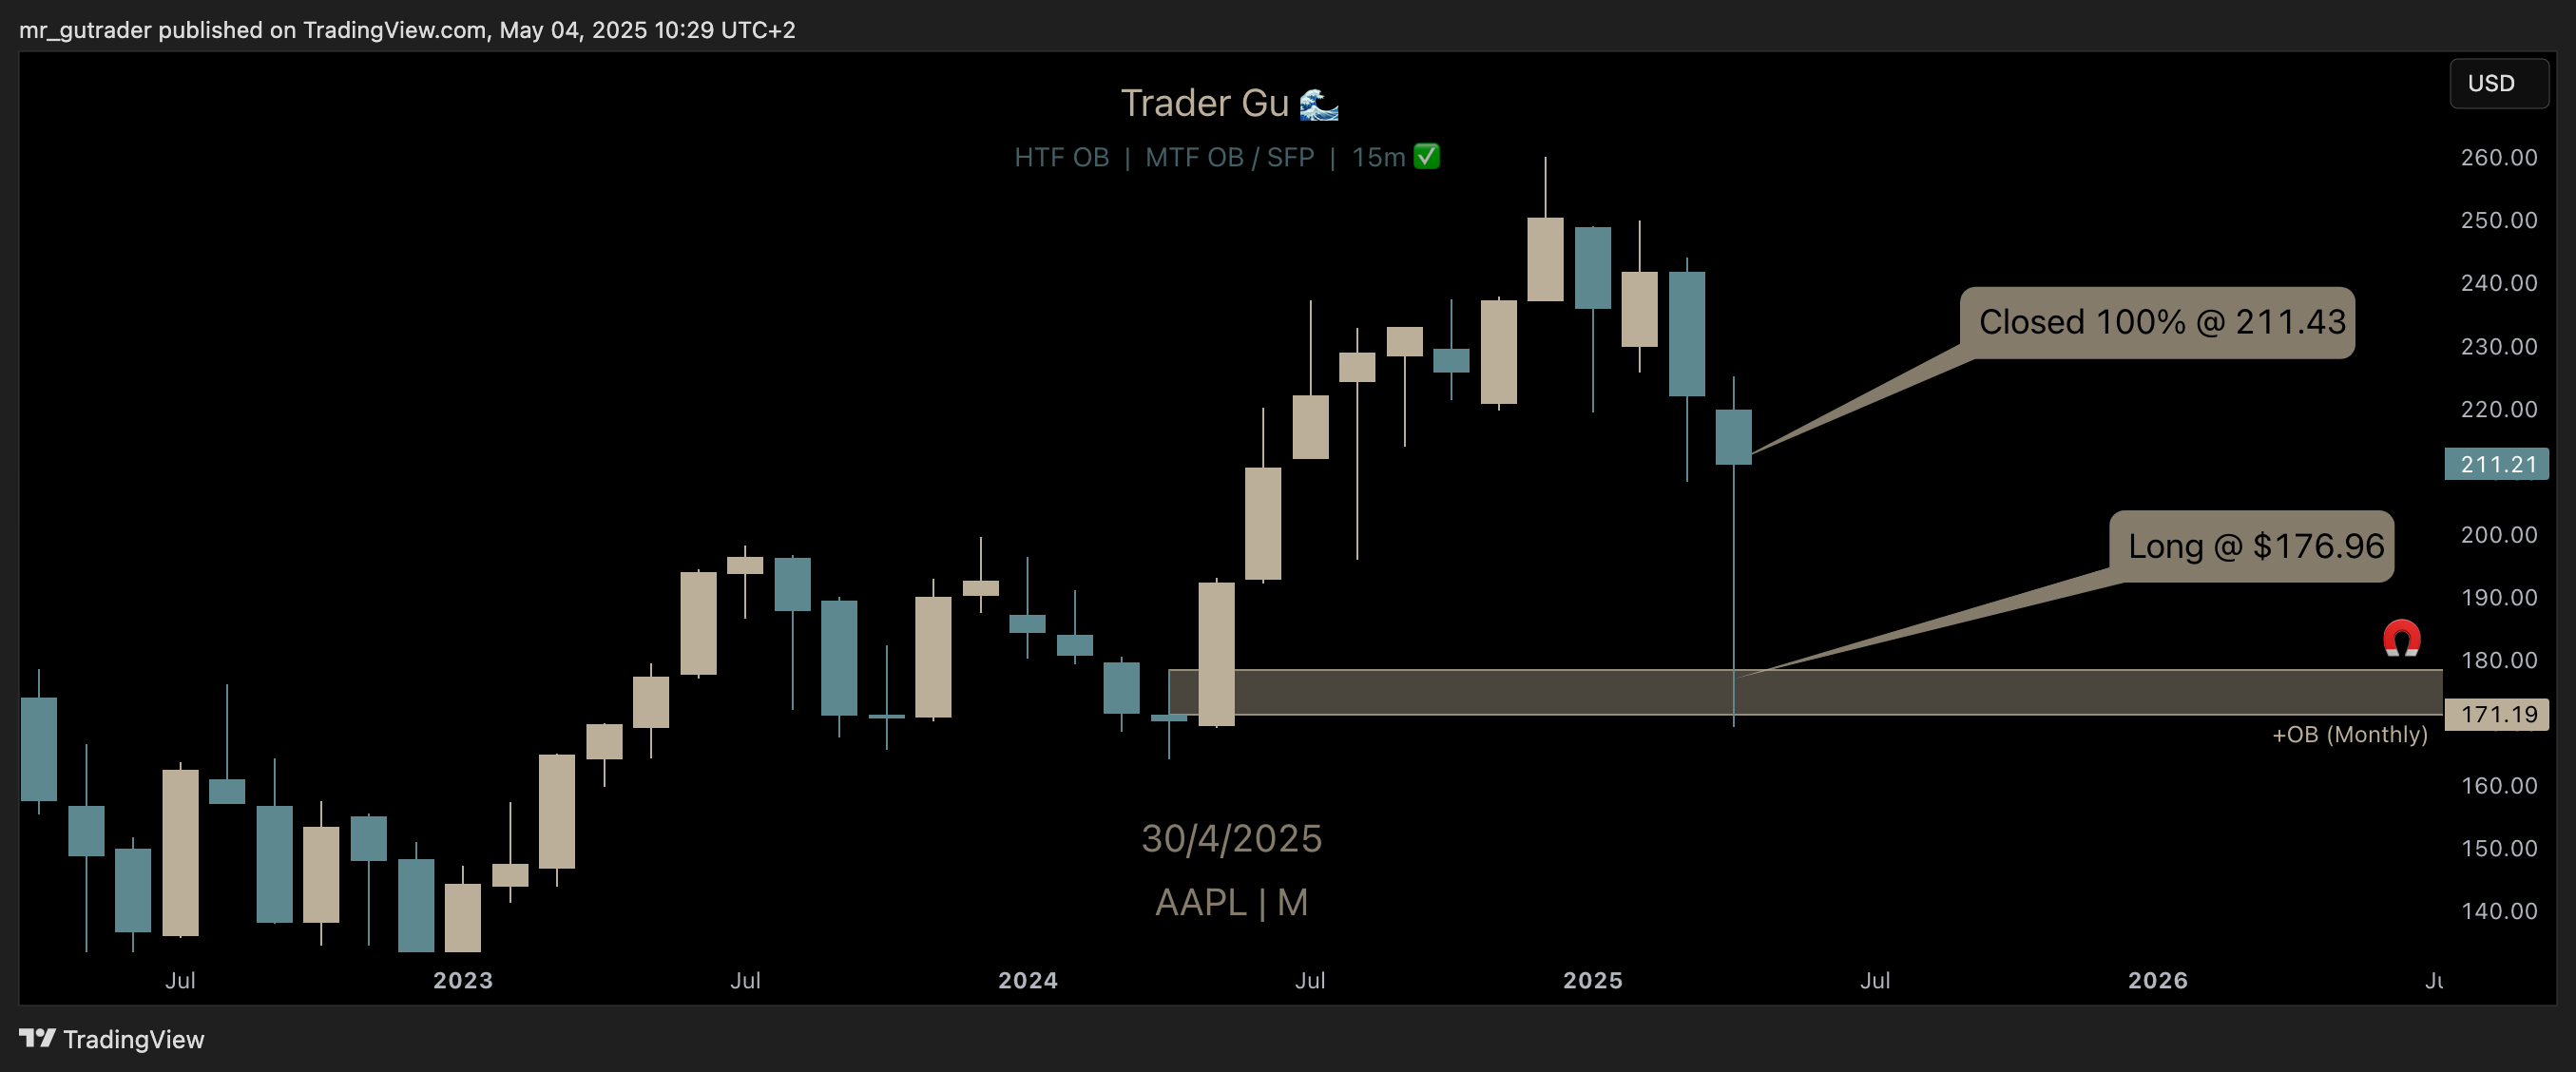 mr_gutrader published on TradingView.com, May 04, 2025 10:29 UTC+2
USD
Trader Gu 🌊
HTF OB | MTF OB / SFP | 15m ✅
260.00
250.00
240.00
Closed 100% @ 211.43
230.00
220.00
211.21
200.00
Long @ $176.96
190.00
180.00
171.19
+OB (Monthly)
160.00
30/4/2025
150.00
AAPL | M
140.00
Jul 2023 Jul 2024 Jul 2025 Jul 2026
TradingView